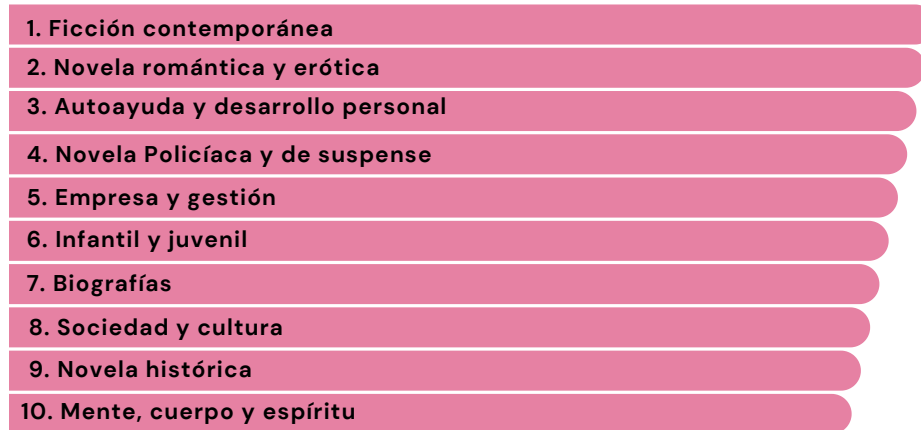 1. Ficción contemporánea
2. Novela romántica y erótica
3. Autoayuda y desarrollo personal
4. Novela Policíaca y de suspense
5. Empresa y gestión
6. Infantil y juvenil
7. Biografías
8. Sociedad y cultura
9. Novela histórica
10. Mente, cuerpo y espíritu